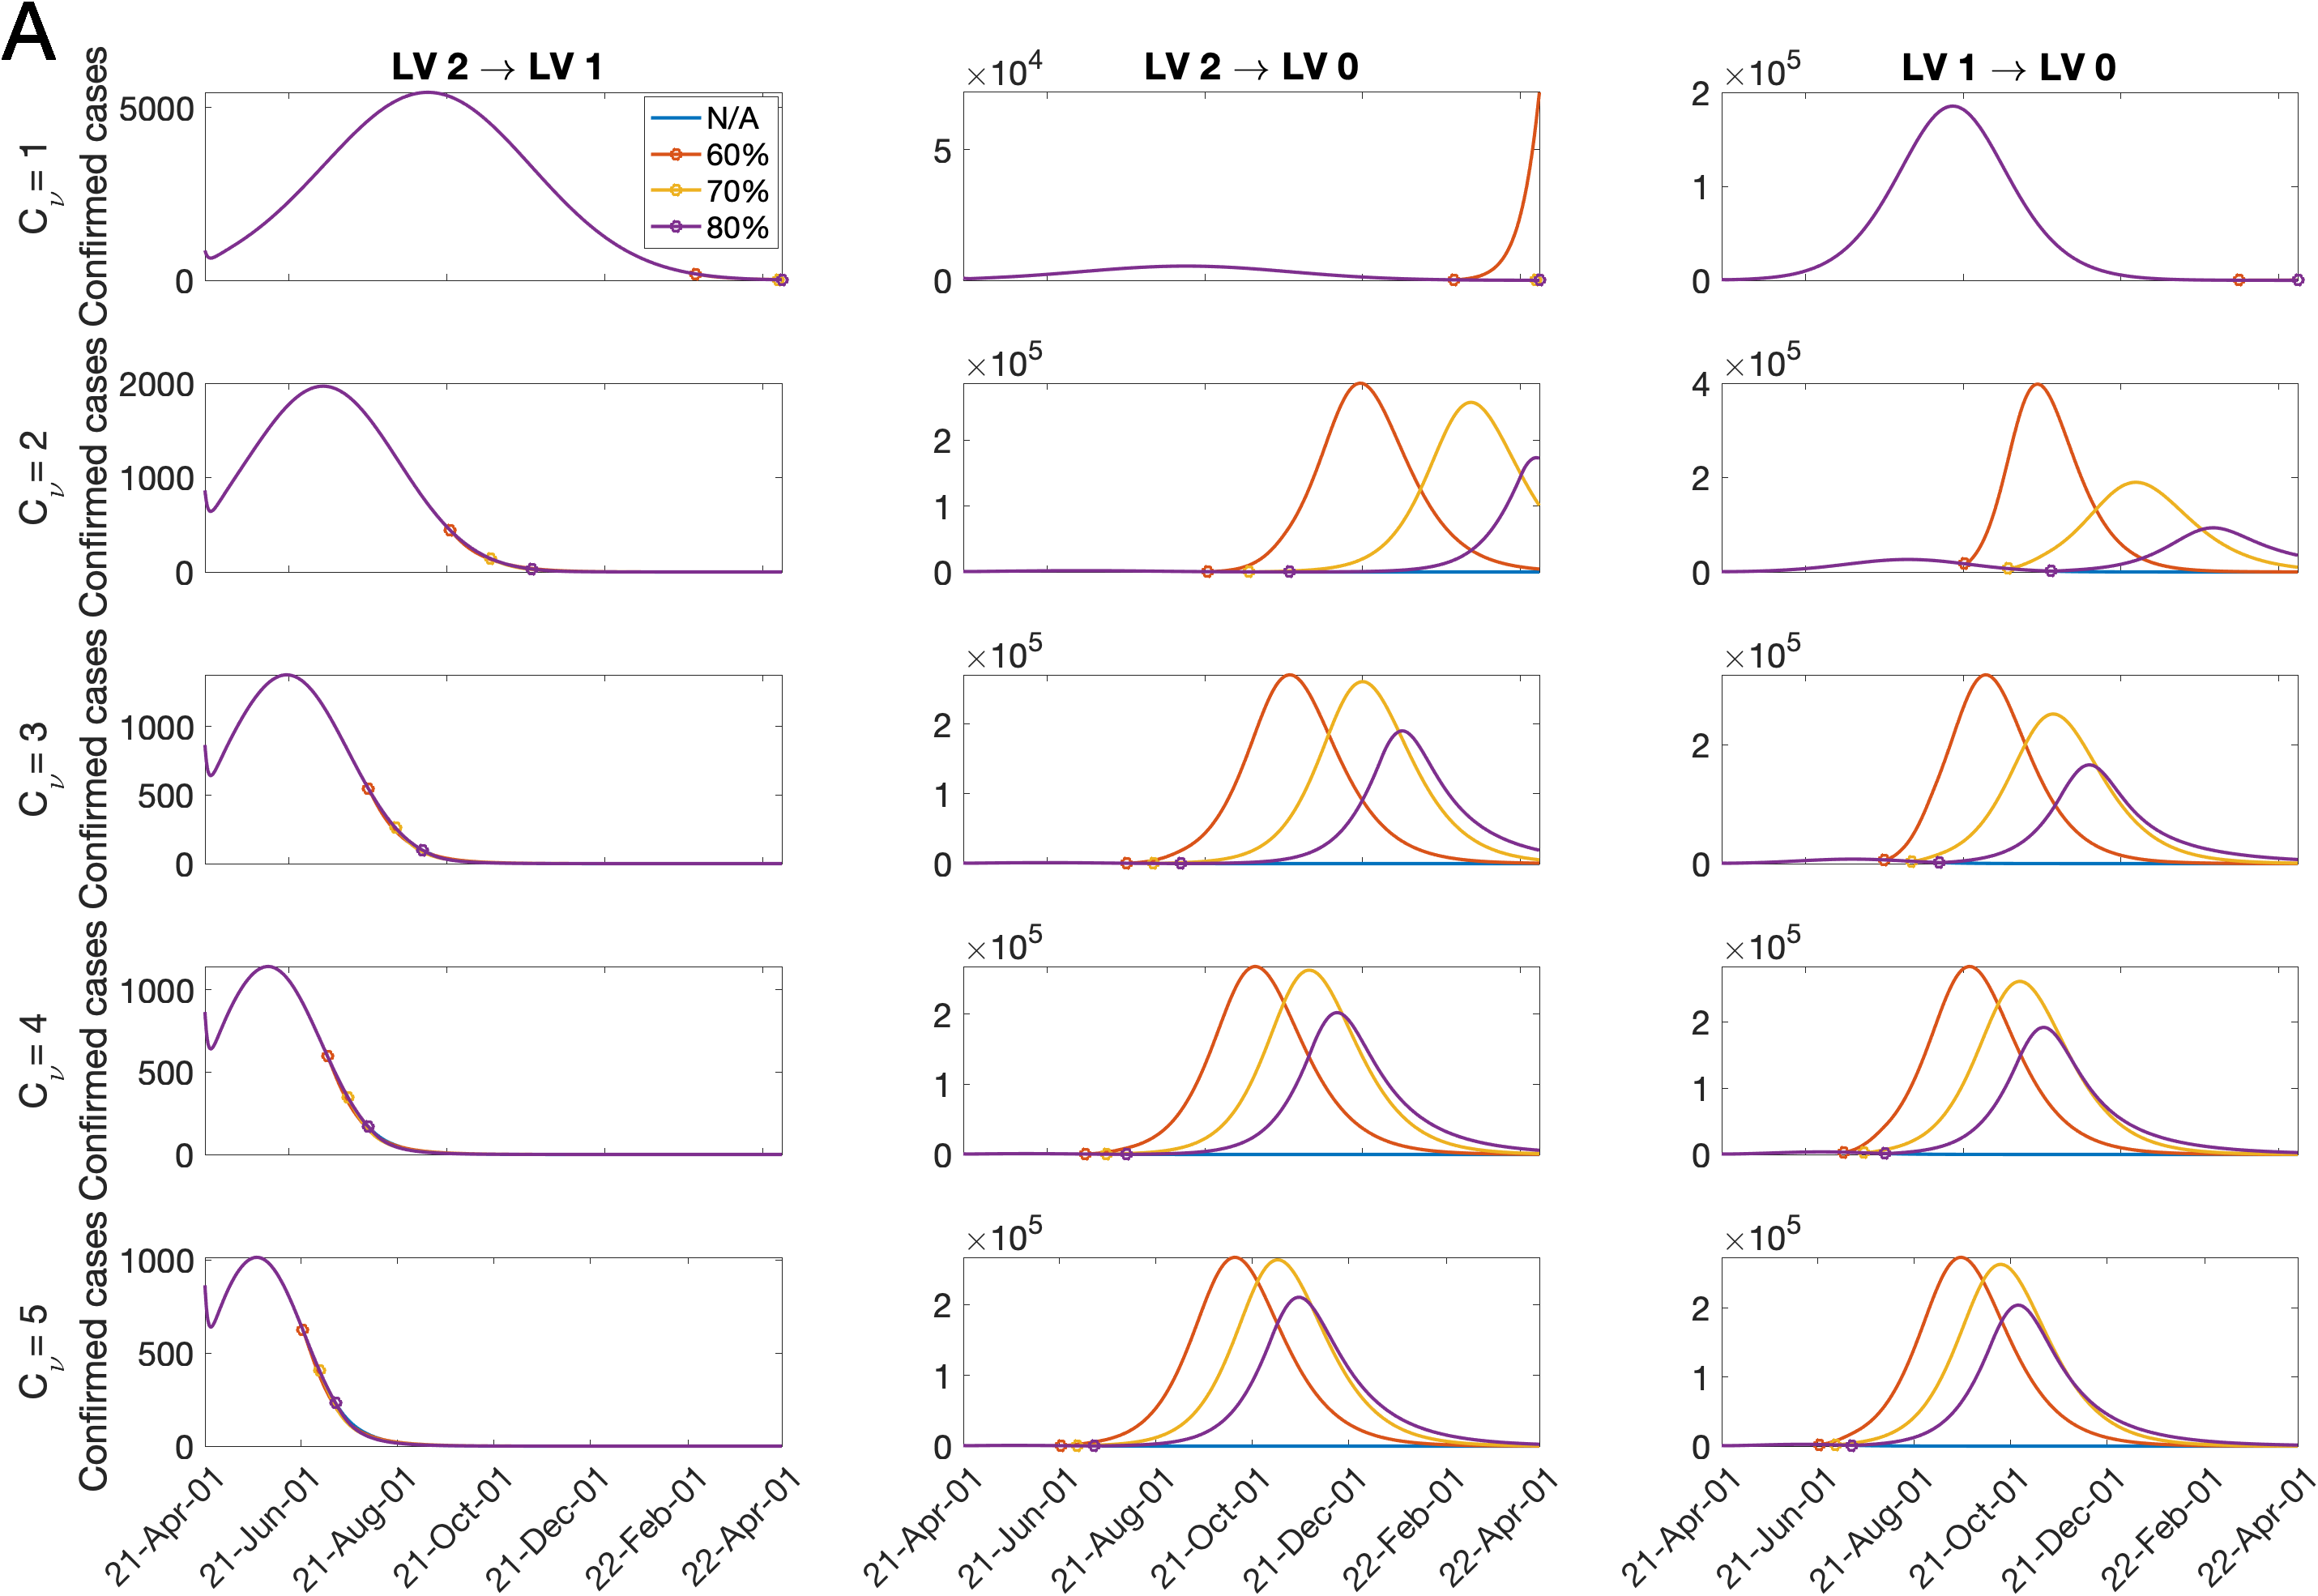 A
LV 2 → LV 1
LV 2 → LV 0
LV 1 → LV 0
C_ν = 1
Confirmed cases
5000
0
N/A
60%
70%
80%
×10^4
5
0
×10^5
2
1
0
C_ν = 2
Confirmed cases
2000
1000
0
×10^5
2
1
0
×10^5
4
2
0
C_ν = 3
Confirmed cases
1000
500
0
×10^5
2
1
0
×10^5
2
0
C_ν = 4
Confirmed cases
1000
500
0
×10^5
2
1
0
×10^5
2
1
0
C_ν = 5
Confirmed cases
1000
500
0
×10^5
2
1
0
×10^5
2
1
0
21-Apr-01
21-Jun-01
21-Aug-01
21-Oct-01
21-Dec-01
22-Feb-01
22-Apr-01
21-Apr-01
21-Jun-01
21-Aug-01
21-Oct-01
21-Dec-01
22-Feb-01
22-Apr-01
21-Apr-01
21-Jun-01
21-Aug-01
21-Oct-01
21-Dec-01
22-Feb-01
22-Apr-01